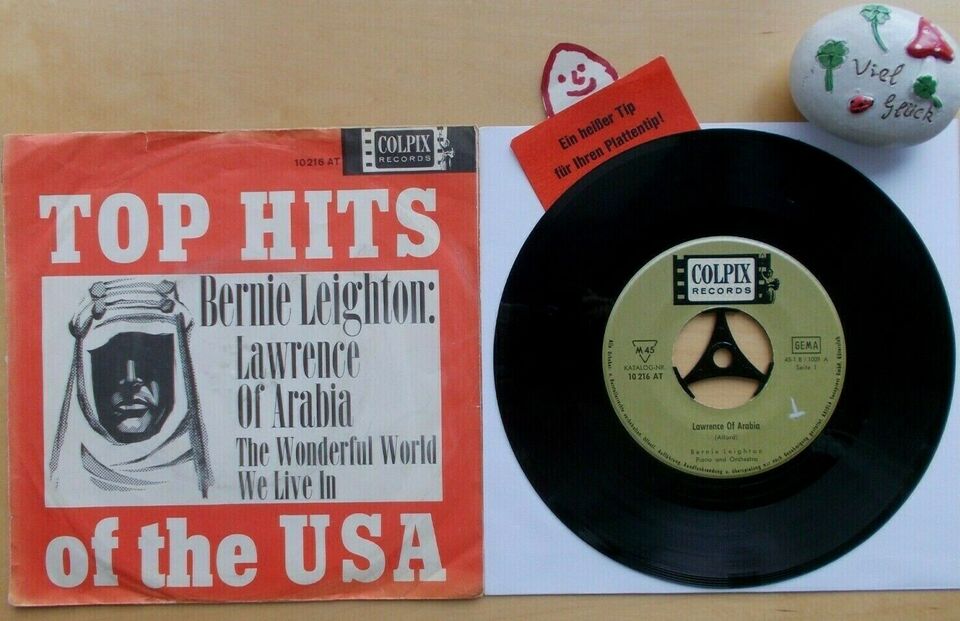 10216 AT
COLPIX
RECORDS
TOP HITS
Bernie Leighton:
Lawrence
Of Arabia
The Wonderful World
We Live In
of the USA
Ein heißer Tip
für Ihren Plattentip!
Viel
Glück
COLPIX
RECORDS
M 45
KATALOG-NR.
10 216 AT
GEMA
Seite 1
Lawrence Of Arabia
(Alford)
Bernie Leighton
Piano and Orchestra